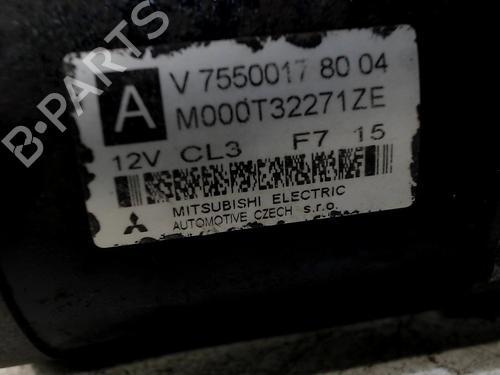 A
V 7550017 80 04
M000T32271ZE
12V CL3 F7 15
MITSUBISHI ELECTRIC
AUTOMOTIVE CZECH s.r.o.
B-PARTS